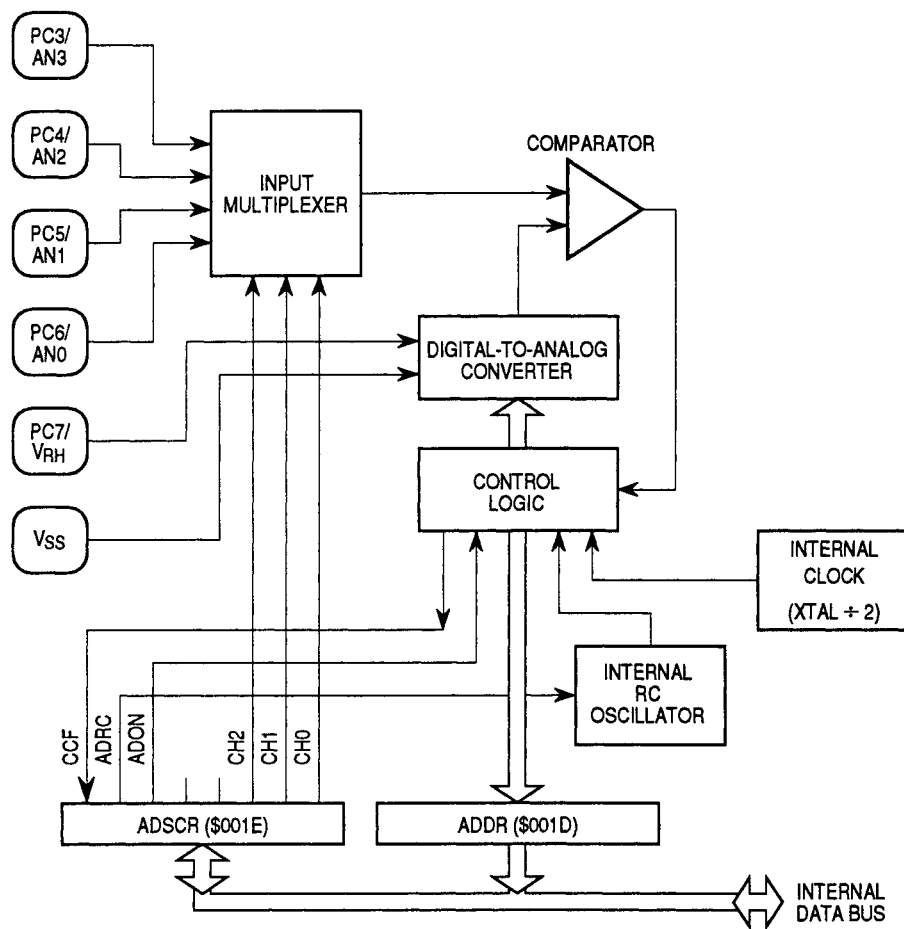 PC3/
AN3
PC4/
AN2
PC5/
AN1
PC6/
AN0
PC7/
VRH
VSS
INPUT
MULTIPLEXER
COMPARATOR
DIGITAL-TO-ANALOG
CONVERTER
CONTROL
LOGIC
INTERNAL
CLOCK
(XTAL ÷ 2)
INTERNAL
RC
OSCILLATOR
CCF
ADRC
ADON
CH2
CH1
CH0
ADSCR ($001E)
ADDR ($001D)
INTERNAL
DATA BUS